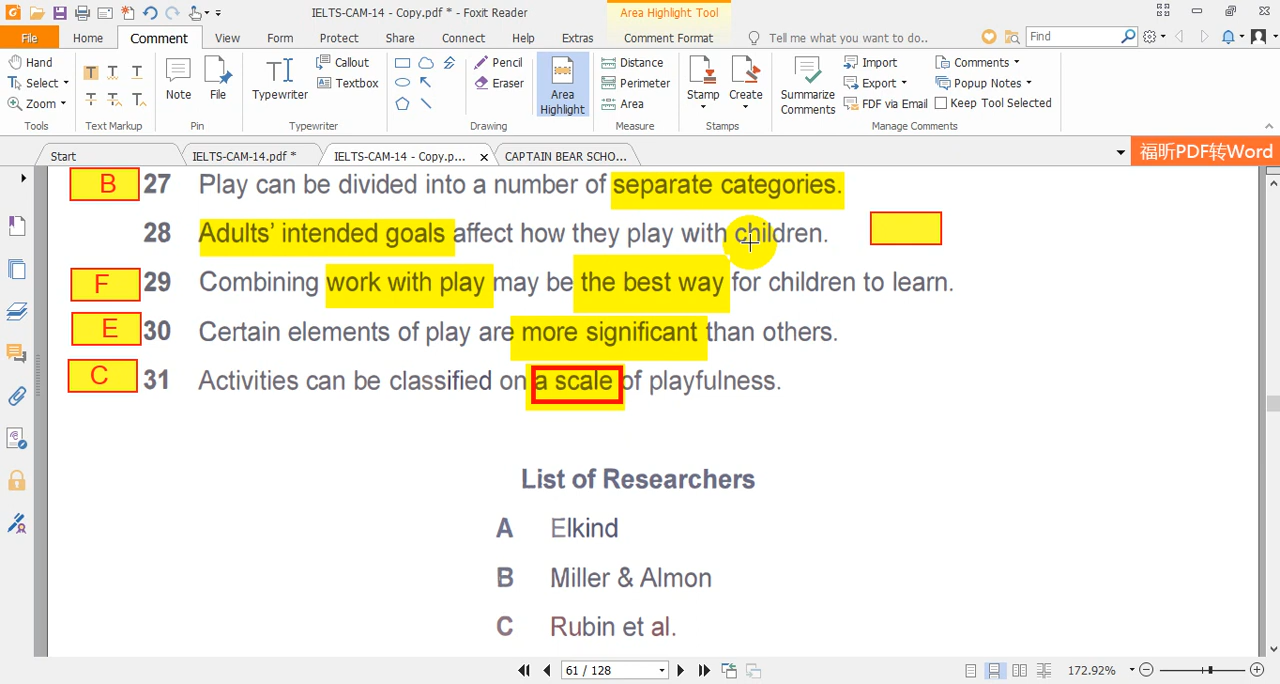 IELTS-CAM-14 - Copy.pdf * - Foxit Reader
Area Highlight Tool
File Home Comment View Form Protect Share Connect Help Extras Comment Format Tell me what you want to do.. Find
Hand
Select
Zoom
Tools
Text Markup
Note File
Pin
Typewriter
Callout
Textbox
Typewriter
Pencil
Eraser
Drawing
Area Highlight
Distance
Perimeter
Area
Measure
Stamp Create
Stamps
Summarize Comments
Import
Export
FDF via Email
Comments
Popup Notes
Keep Tool Selected
Manage Comments
Start IELTS-CAM-14.pdf * IELTS-CAM-14 - Copy.p... CAPTAIN BEAR SCHO... 福昕PDF转Word
B 27 Play can be divided into a number of separate categories.
28 Adults' intended goals affect how they play with children.
F 29 Combining work with play may be the best way for children to learn.
E 30 Certain elements of play are more significant than others.
C 31 Activities can be classified on a scale of playfulness.
List of Researchers
A Elkind
B Miller & Almon
C Rubin et al.
61 / 128 172.92%